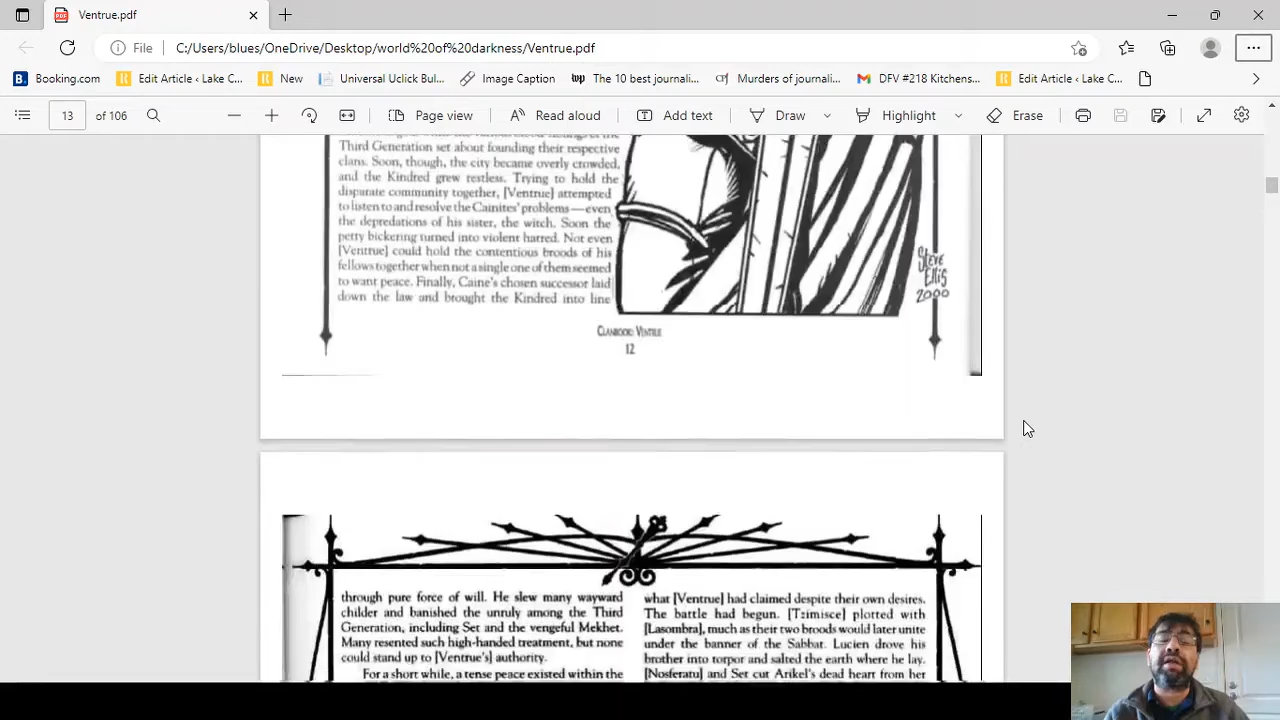 Ventrue.pdf
File
C:/Users/blues/OneDrive/Desktop/world%20of%20darkness/Ventrue.pdf
Booking.com
Edit Article ‹ Lake C...
New
Universal Uclick Bul...
Image Caption
The 10 best journali...
Murders of journali...
DFV #218 Kitchens...
Edit Article ‹ Lake C...
13 of 106
Page view
Read aloud
Add text
Draw
Highlight
Erase
Third Generation set about founding their respective
clans. Soon, though, the city became overly crowded,
and the Kindred grew restless. Trying to hold the
disparate community together, [Ventrue] attempted
to listen to and resolve the Cainites' problems—even
the depredations of his sister, the witch. Soon the
petty bickering turned into violent hatred. Not even
[Ventrue] could hold the contentious broods of his
fellows together when not a single one of them seemed
to want peace. Finally, Caine's chosen successor laid
down the law and brought the Kindred into line
Steve
Ellis
2000
Clanbook: Ventrue
12
through pure force of will. He slew many wayward
childer and banished the unruly among the Third
Generation, including Set and the vengeful Mekhet.
Many resented such high-handed treatment, but none
could stand up to [Ventrue's] authority.
For a short while, a tense peace existed within the
what [Ventrue] had claimed despite their own desires.
The battle had begun. [Tzimisce] plotted with
[Lasombra], much as their two broods would later unite
under the banner of the Sabbat. Lucien drove his
brother into torpor and salted the earth where he lay.
[Nosferatu] and Set cut Arikel's dead heart from her